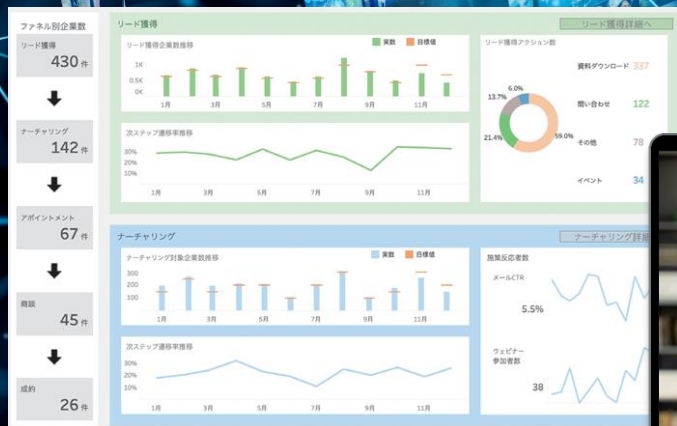 ファネル別企業数
リード獲得
430 件
ナーチャリング
142 件
アポイントメント
67 件
商談
45 件
成約
26 件
リード獲得
リード獲得詳細へ
リード獲得企業数推移
実数 目標値
1K
0.5K
0K
1月 3月 5月 7月 9月 11月
次ステップ遷移率推移
30%
20%
10%
1月 3月 5月 7月 9月 11月
リード獲得アクション数
6.0%
13.7%
21.4%
59.0%
資料ダウンロード 337
問い合わせ 122
その他 78
イベント 34
ナーチャリング
ナーチャリング詳細
ナーチャリング対象企業数推移
実数 目標値
300
200
100
1月 3月 5月 7月 9月 11月
次ステップ遷移率推移
30%
20%
10%
1月 3月 5月 7月 9月 11月
施策反応者数
メールCTR
5.5%
ウェビナー
参加者数
38